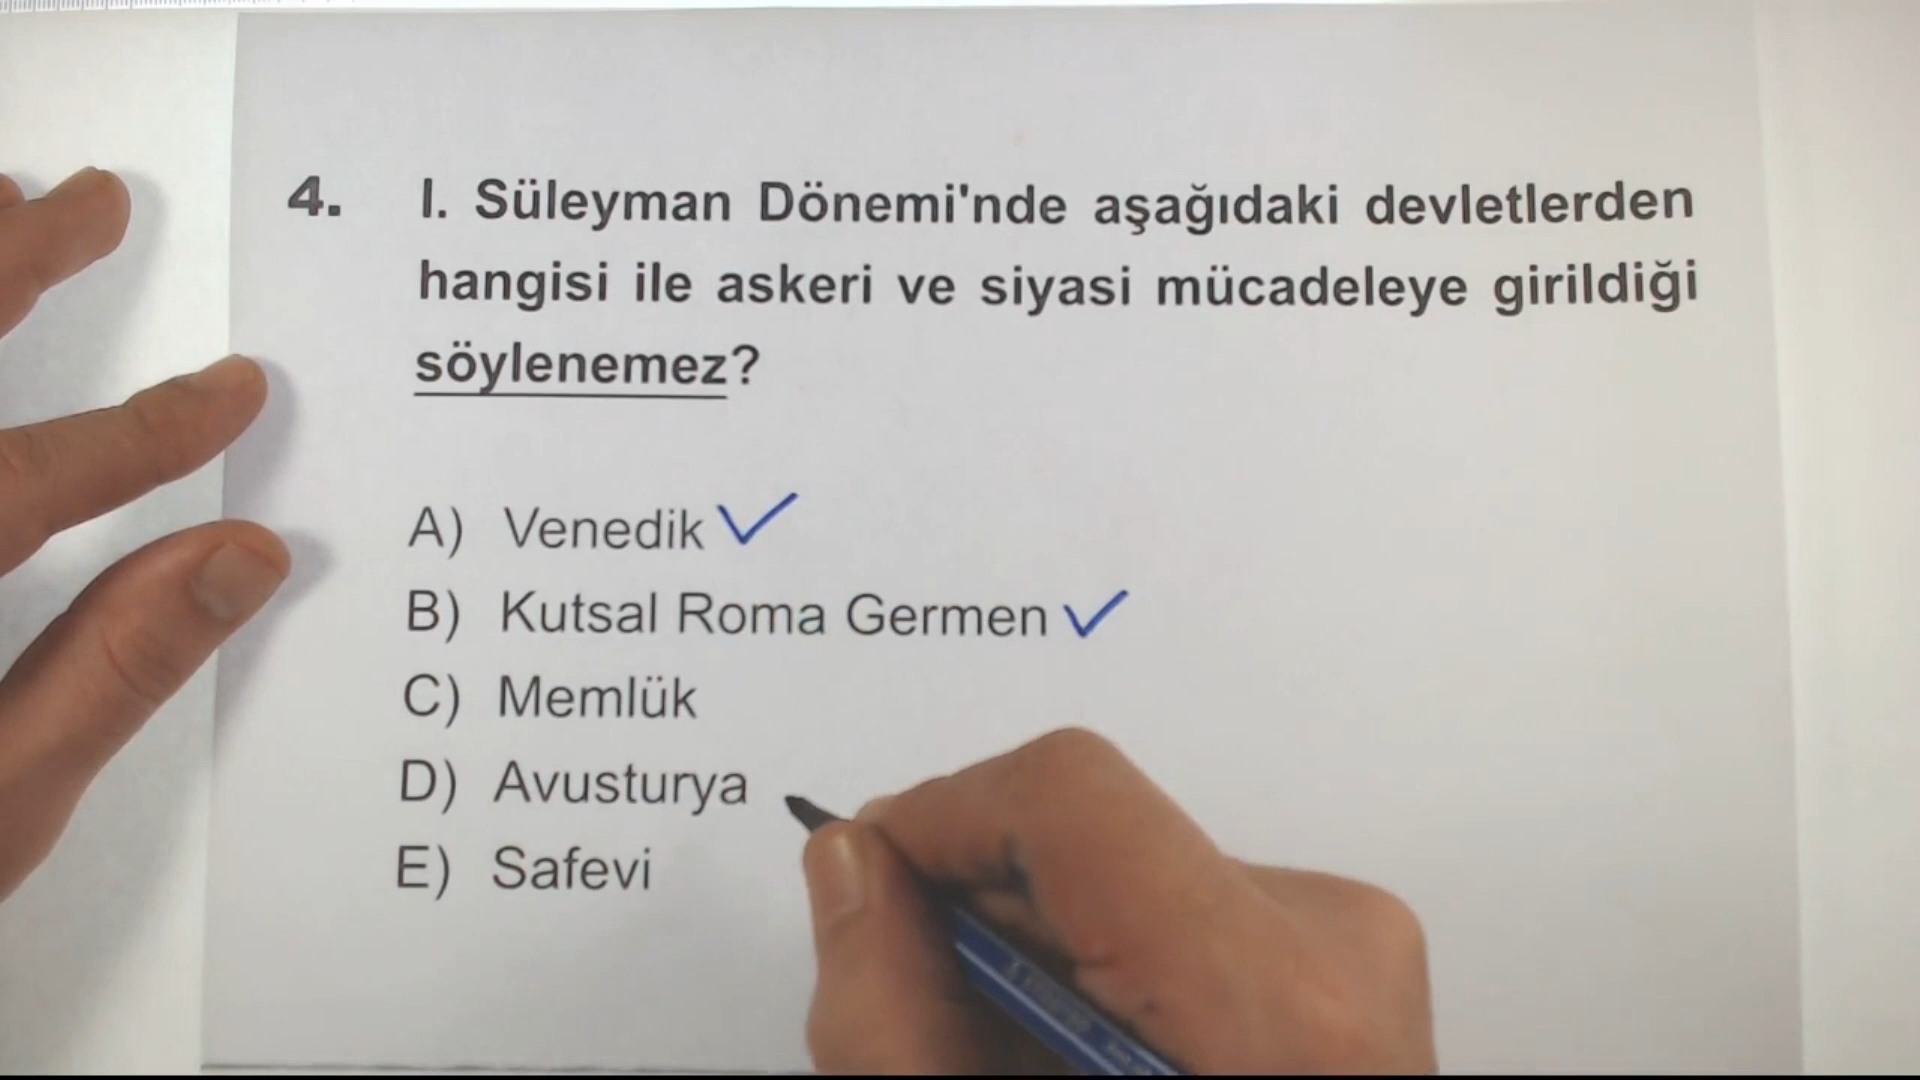 4. I. Süleyman Dönemi'nde aşağıdaki devletlerden
hangisi ile askeri ve siyasi mücadeleye girildiği
söylenemez?
A) Venedik
B) Kutsal Roma Germen
C) Memlük
D) Avusturya
E) Safevi